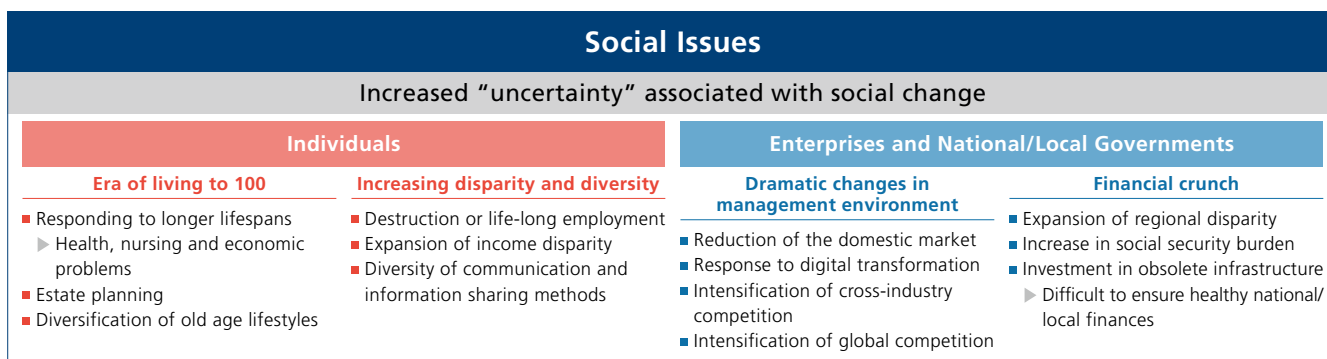 Social Issues
Increased “uncertainty” associated with social change
Individuals
Era of living to 100
Responding to longer lifespans
Health, nursing and economic
problems
Estate planning
Diversification of old age lifestyles
Increasing disparity and diversity
Destruction or life-long employment
Expansion of income disparity
Diversity of communication and
information sharing methods
Enterprises and National/Local Governments
Dramatic changes in
management environment
Reduction of the domestic market
Response to digital transformation
Intensification of cross-industry
competition
Intensification of global competition
Financial crunch
Expansion of regional disparity
Increase in social security burden
Investment in obsolete infrastructure
Difficult to ensure healthy national/
local finances